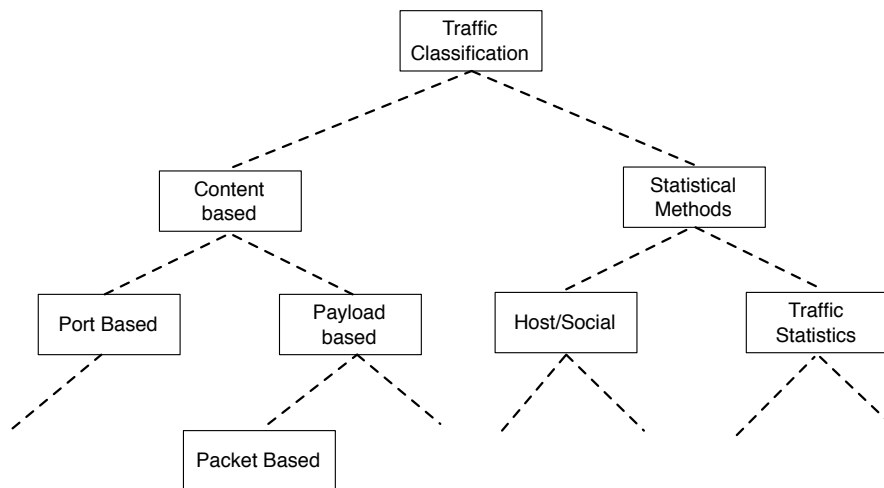 Traffic
Classification
Content
based
Statistical
Methods
Port Based
Payload
based
Host/Social
Traffic
Statistics
Packet Based